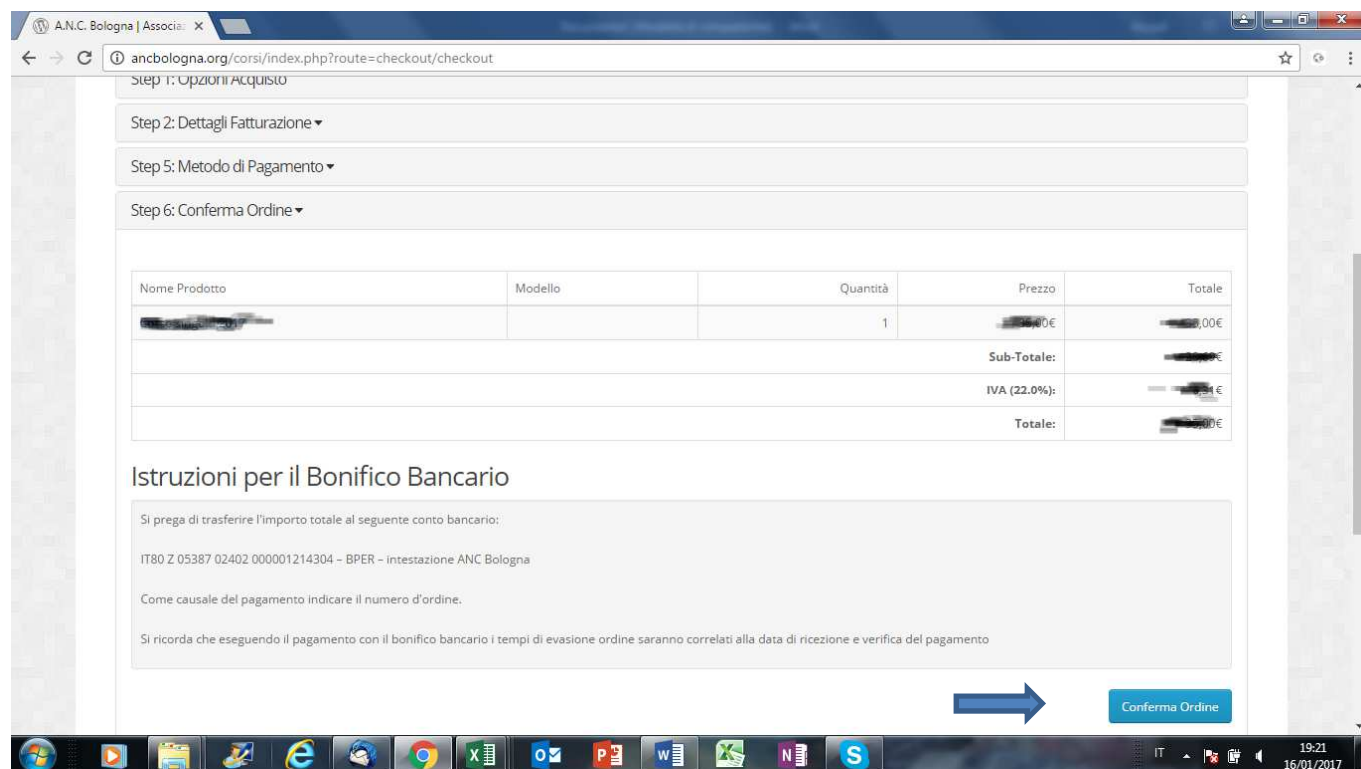 A.N.C. Bologna | Associa
ancbologna.org/corsi/index.php?route=checkout/checkout
Step 1: Opzioni Acquisto
Step 2: Dettagli Fatturazione
Step 5: Metodo di Pagamento
Step 6: Conferma Ordine
Nome Prodotto Modello Quantità Prezzo Totale
1 00€ ,00€
Sub-Totale: €
IVA (22.0%): €
Totale: 00€
Istruzioni per il Bonifico Bancario
Si prega di trasferire l'importo totale al seguente conto bancario:
IT80 Z 05387 02402 000001214304 – BPER – intestazione ANC Bologna
Come causale del pagamento indicare il numero d'ordine.
Si ricorda che eseguendo il pagamento con il bonifico bancario i tempi di evasione ordine saranno correlati alla data di ricezione e verifica del pagamento
Conferma Ordine
IT 19:21
16/01/2017